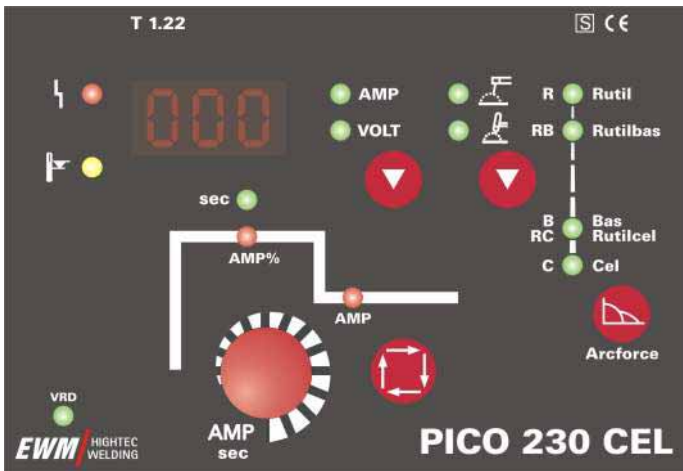 T 1.22
S CE
000
AMP
VOLT
R Rutil
RB Rutilbas
B Bas
RC Rutilcel
C Cel
sec
AMP%
AMP
Arcforce
VRD
AMP
sec
EWM HIGHTEC WELDING
PICO 230 CEL